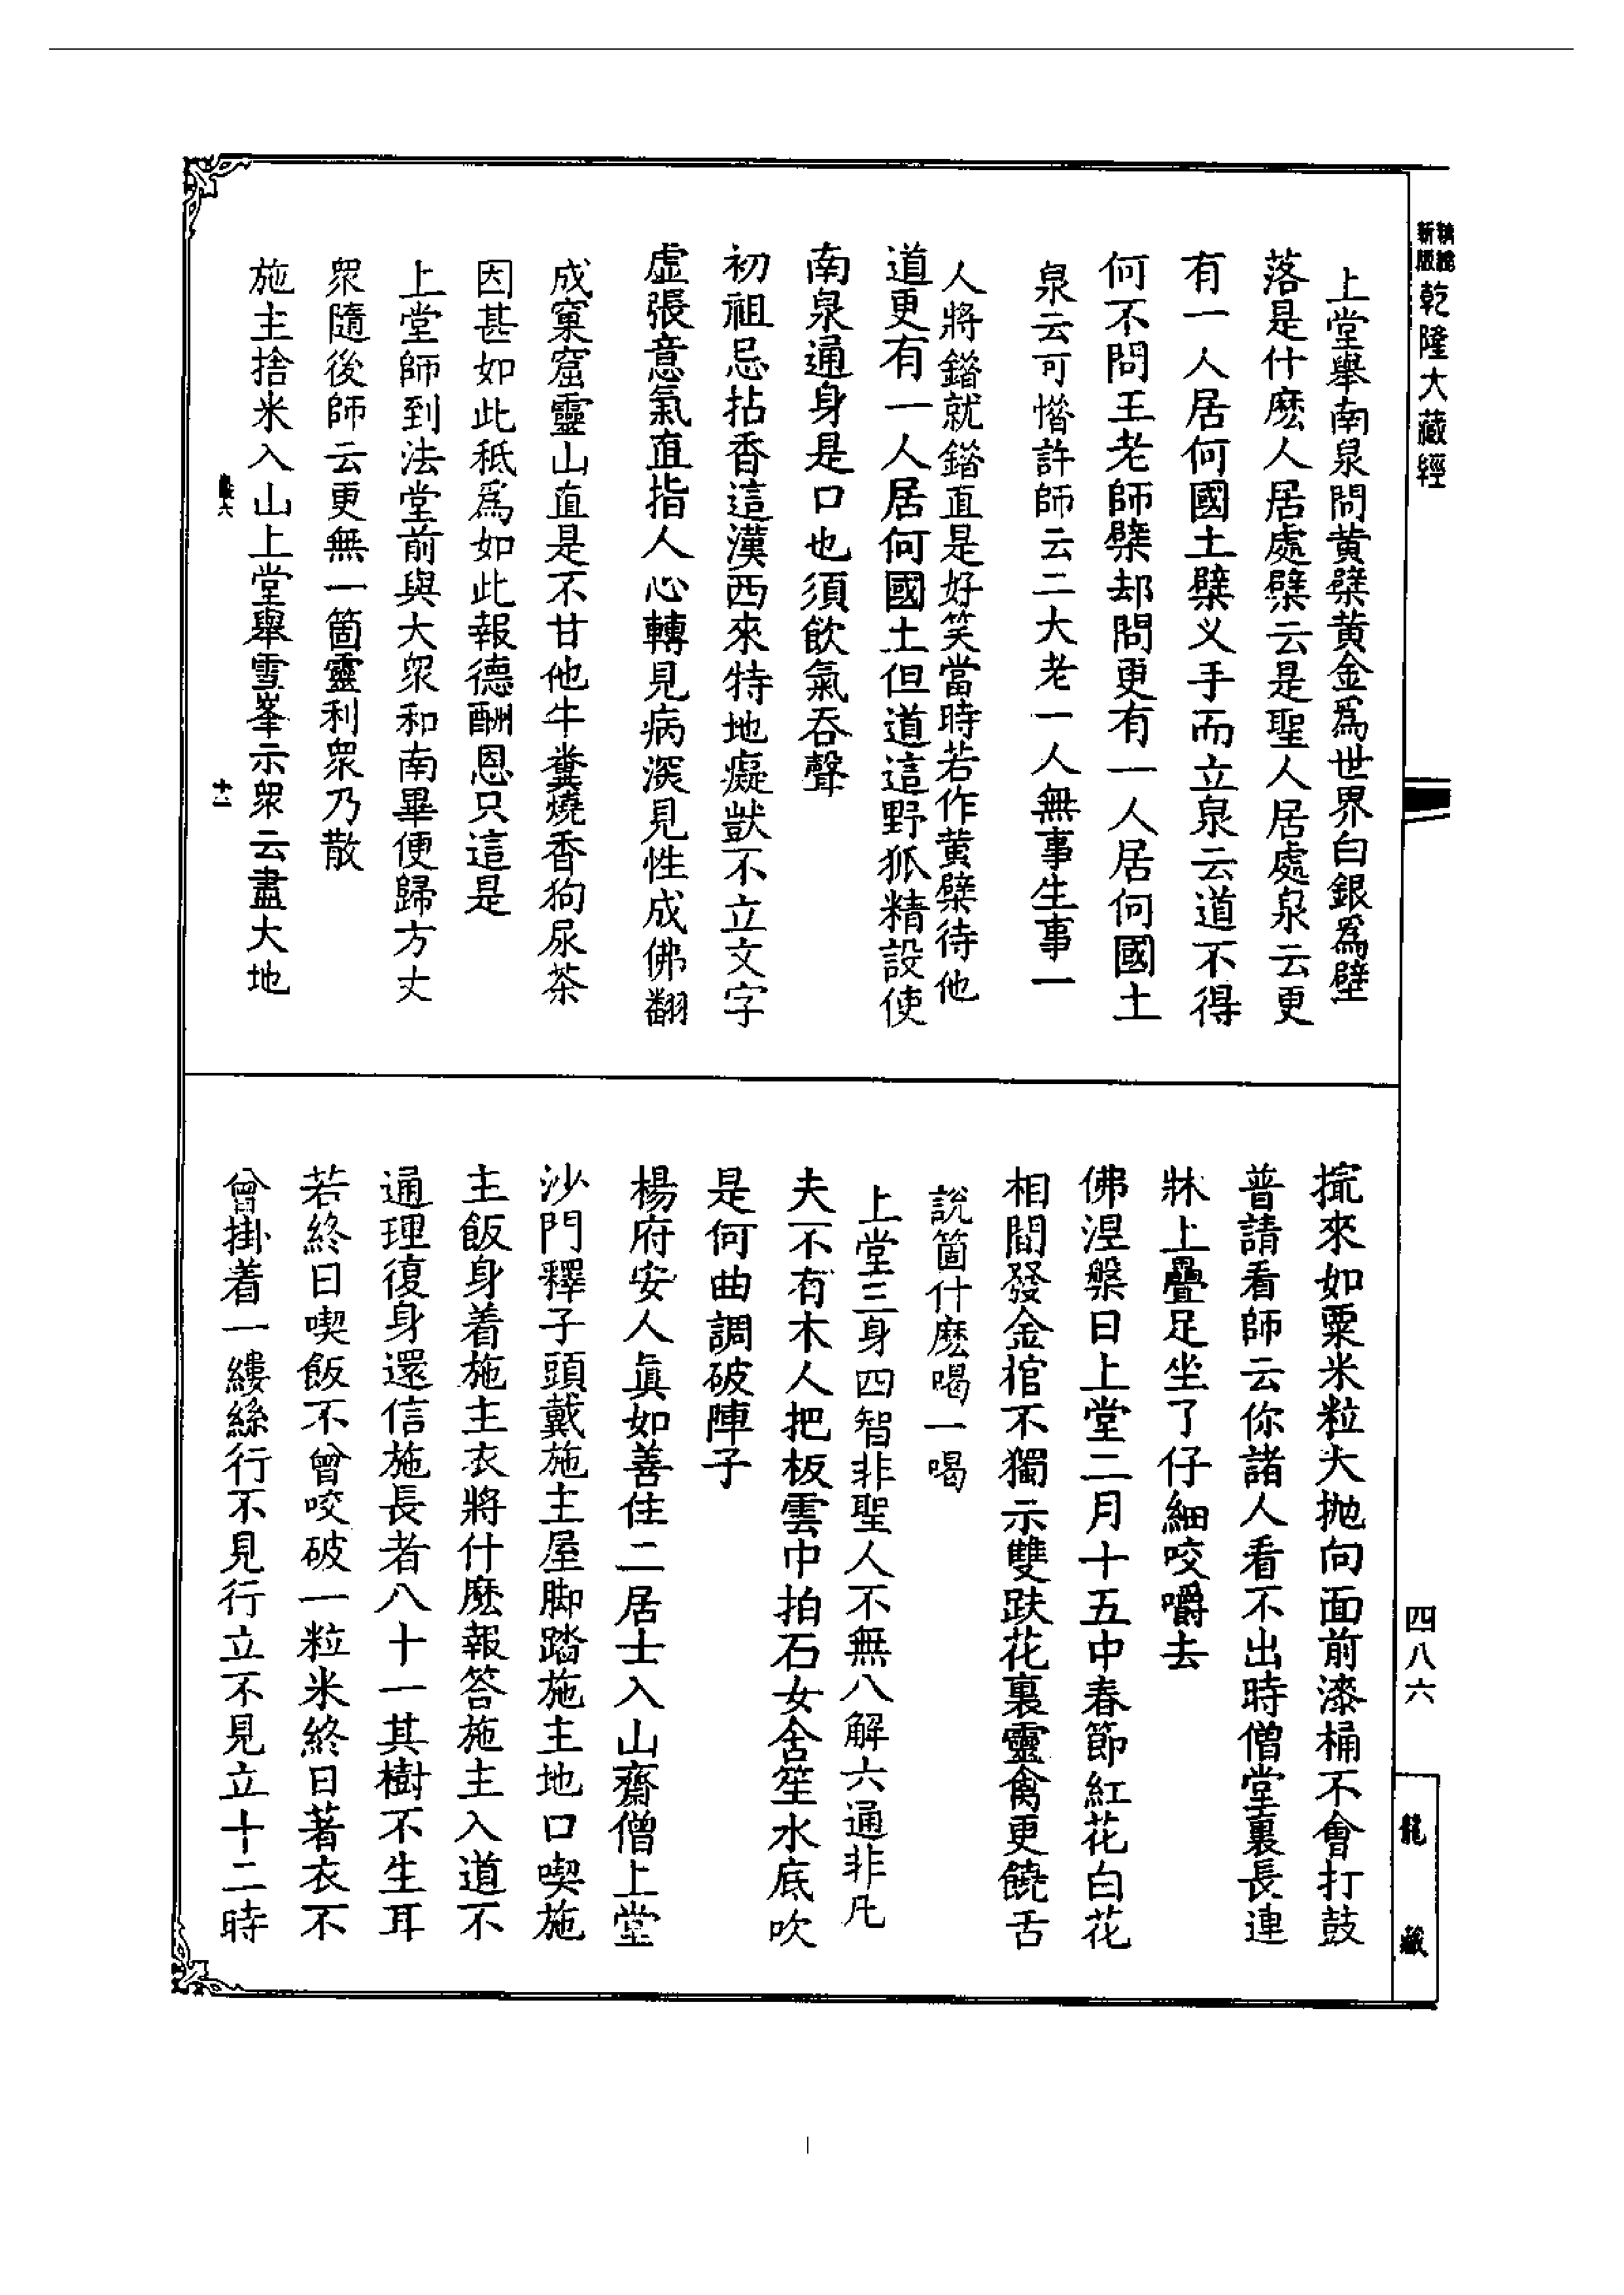 新版精縮乾隆大藏經
上堂舉南泉問黃檗黃金爲世界白銀爲壁
落是什麽人居處檗云是聖人居處泉云更
有一人居何國土檗乂手而立泉云道不得
何不問王老師檗却問更有一人居何國土
泉云可惜許師云二大老一人無事生事一
人將錯就錯直是好笑當時若作黃檗待他
道更有一人居何國土但道這野狐精設使
南泉通身是口也須飲氣吞聲
初祖忌拈香這漢西來特地癡獃不立文字
虛張意氣直指人心轉見病深見性成佛翻
成窠窟靈山直是不甘他牛糞燒香狗尿茶
因甚如此秪爲如此報德酬恩只這是
上堂師到法堂前與大衆和南畢便歸方丈
衆隨後師云更無一箇靈利衆乃散
施主捨米入山上堂舉雪峯示衆云盡大地
十二
撮來如粟米粒大抛向面前漆桶不會打鼓
普請看師云你諸人看不出時僧堂裏長連
牀上疊足坐了仔細咬嚼去
佛涅槃日上堂二月十五中春節紅花白花
相間發金棺不獨示雙趺花裏靈禽更饒舌
說箇什麽喝一喝
上堂三身四智非聖人不無八解六通非凡
夫不有木人把板雲中拍石女含笙水底吹
是何曲調破陣子
楊府安人眞如善住二居士入山齋僧上堂
沙門釋子頭戴施主屋脚踏施主地口喫施
主飯身着施主衣將什麽報答施主入道不
通理復身還信施長者八十一其樹不生耳
若終日喫飯不曾咬破一粒米終日著衣不
曾掛着一縷絲行不見行立不見立十二時
四八六
龍藏